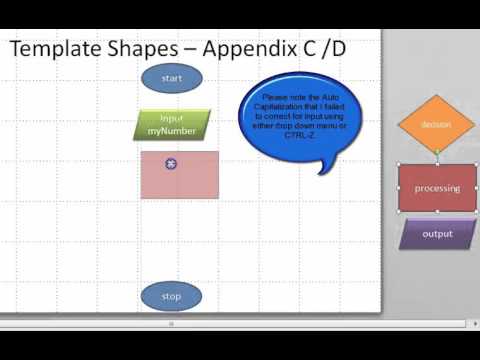 Template Shapes – Appendix C /D
start
Please note the Auto
Capitalization that I failed
to correct for input using
either drop down menu or
CTRL-Z.
Input
myNumber
decision
processing
output
stop